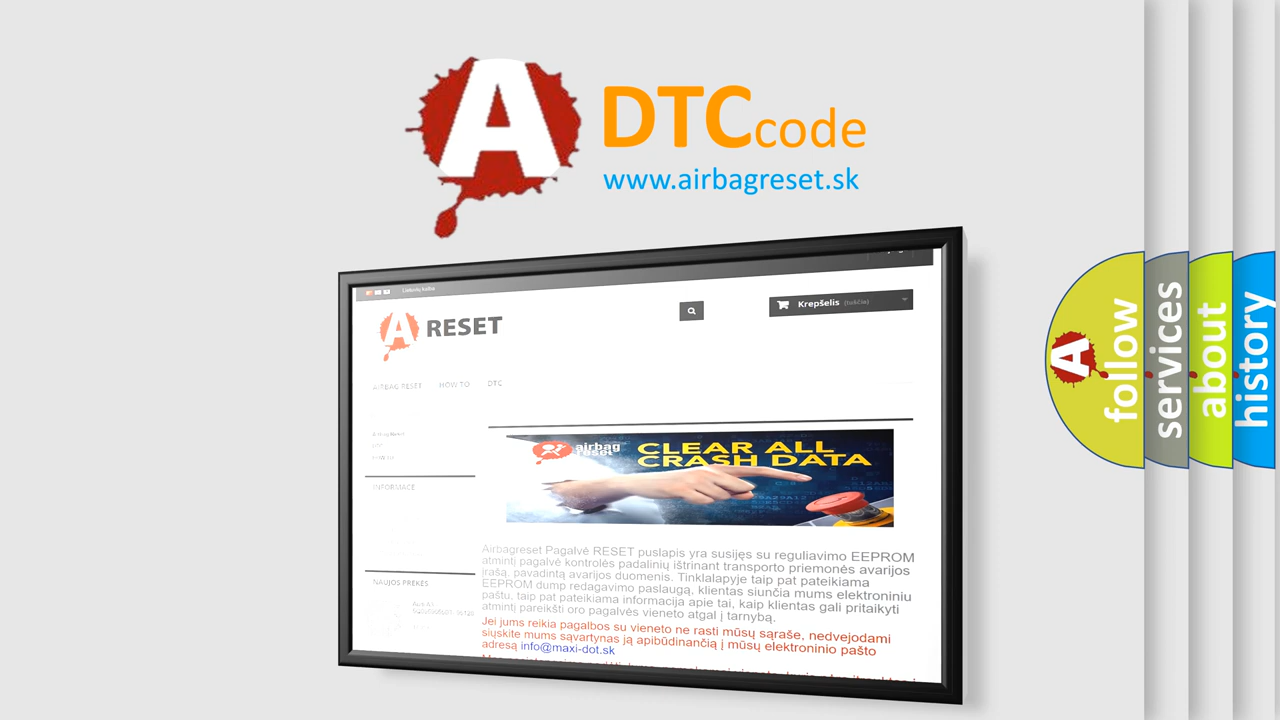 A DTCcode
www.airbagreset.sk
Lietuvių kalba
A RESET
Krepšelis (tuščia)
AIRBAG RESET HOW TO DTC
INFORMACE
airbag
reset
CLEAR ALL
CRASH DATA
Airbagreset Pagalvė RESET puslapis yra susijęs su reguliavimo EEPROM
atmintį pagalvė kontrolės padalinių ištrinant transporto priemonės avarijos
įrašą, pavadintą avarijos duomenis. Tinklalapyje taip pat pateikiama
EEPROM dump redagavimo paslaugą, klientas siunčia mums elektroniniu
paštu, taip pat pateikiama informacija apie tai, kaip klientas gali pritaikyti
atmintį pareikšti oro pagalvės vieneto atgal į tarnybą.
NAUJOS PREKĖS
Jei jums reikia pagalbos su vieneto ne rasti mūsų sąraše, nedvejodami
siųskite mums sąvartynas ją apibūdinančią į mūsų elektroninio pašto
adresą info@maxi-dot.sk
A follow
services
about
history